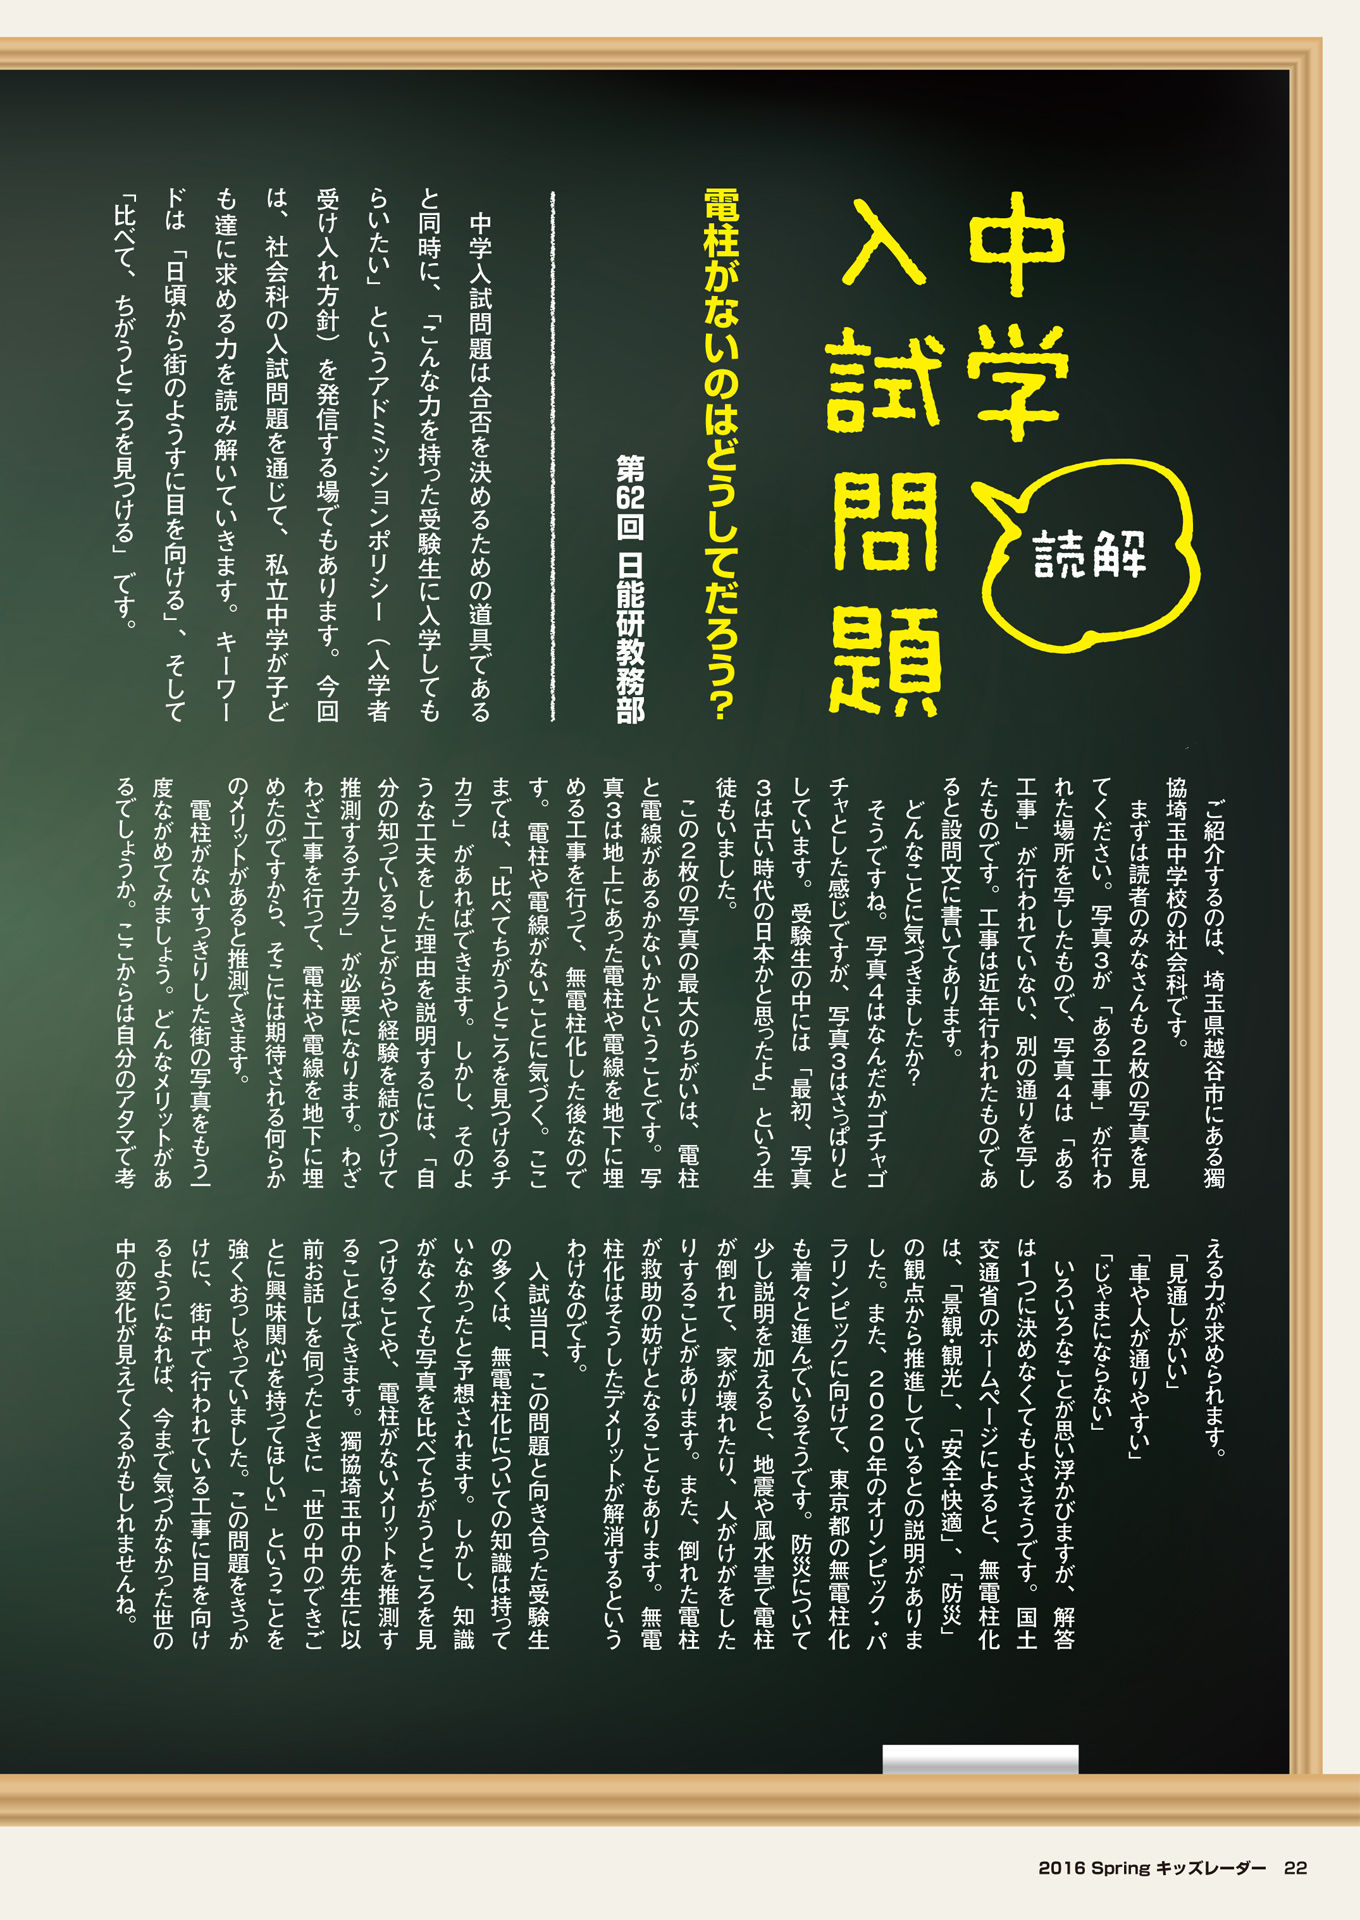 中学
入試問題
読解
電柱がないのはどうしてだろう？
第62回 日能研教務部
中学入試問題は合否を決めるための道具である
と同時に、「こんな力を持った受験生に入学しても
らいたい」というアドミッションポリシー（入学者
受け入れ方針）を発信する場でもあります。今回
は、社会科の入試問題を通じて、私立中学が子ど
も達に求める力を読み解いていきます。キーワー
ドは「日頃から街のようすに目を向ける」、そして
「比べて、ちがうところを見つける」です。
ご紹介するのは、埼玉県越谷市にある獨
協埼玉中学校の社会科です。
まずは読者のみなさんも2枚の写真を見
てください。写真3が「ある工事」が行わ
れた場所を写したもので、写真4は「ある
工事」が行われていない、別の通りを写し
たものです。工事は近年行われたものであ
ると設問文に書いてあります。
どんなことに気づきましたか？
そうですね。写真4はなんだかゴチャゴ
チャとした感じですが、写真3はさっぱりと
しています。受験生の中には「最初、写真
3は古い時代の日本かと思ったよ」という生
徒もいました。
この2枚の写真の最大のちがいは、電柱
と電線があるかないかということです。写
真3は地上にあった電柱や電線を地下に埋
める工事を行って、無電柱化した後なので
す。電柱や電線がないことに気づく。ここ
までは、「比べてちがうところを見つけるチ
カラ」があればできます。しかし、そのよ
うな工夫をした理由を説明するには、「自
分の知っていることがらや経験を結びつけて
推測するチカラ」が必要になります。わざ
わざ工事を行って、電柱や電線を地下に埋
めたのですから、そこには期待される何らか
のメリットがあると推測できます。
電柱がないすっきりした街の写真をもう一
度ながめてみましょう。どんなメリットがあ
るでしょうか。ここからは自分のアタマで考
える力が求められます。
「見通しがいい」
「車や人が通りやすい」
「じゃまにならない」
いろいろなことが思い浮かびますが、解答
は1つに決めなくてもよさそうです。国土
交通省のホームページによると、無電柱化
は、「景観・観光」、「安全・快適」、「防災」
の観点から推進しているとの説明がありま
した。また、2020年のオリンピック・パ
ラリンピックに向けて、東京都の無電柱化
も着々と進んでいるそうです。防災について
少し説明を加えると、地震や風水害で電柱
が倒れて、家が壊れたり、人がけがをした
りすることがあります。また、倒れた電柱
が救助の妨げとなることもあります。無電
柱化はそうしたデメリットが解消するという
わけなのです。
入試当日、この問題と向き合った受験生
の多くは、無電柱化についての知識は持って
いなかったと予想されます。しかし、知識
がなくても写真を比べてちがうところを見
つけることや、電柱がないメリットを推測す
ることはできます。獨協埼玉中の先生に以
前お話しを伺ったときに「世の中のできご
とに興味関心を持ってほしい」ということを
強くおっしゃっていました。この問題をきっか
けに、街中で行われている工事に目を向け
るようになれば、今まで気づかなかった世の
中の変化が見えてくるかもしれませんね。
2016 Spring キッズレーダー 22